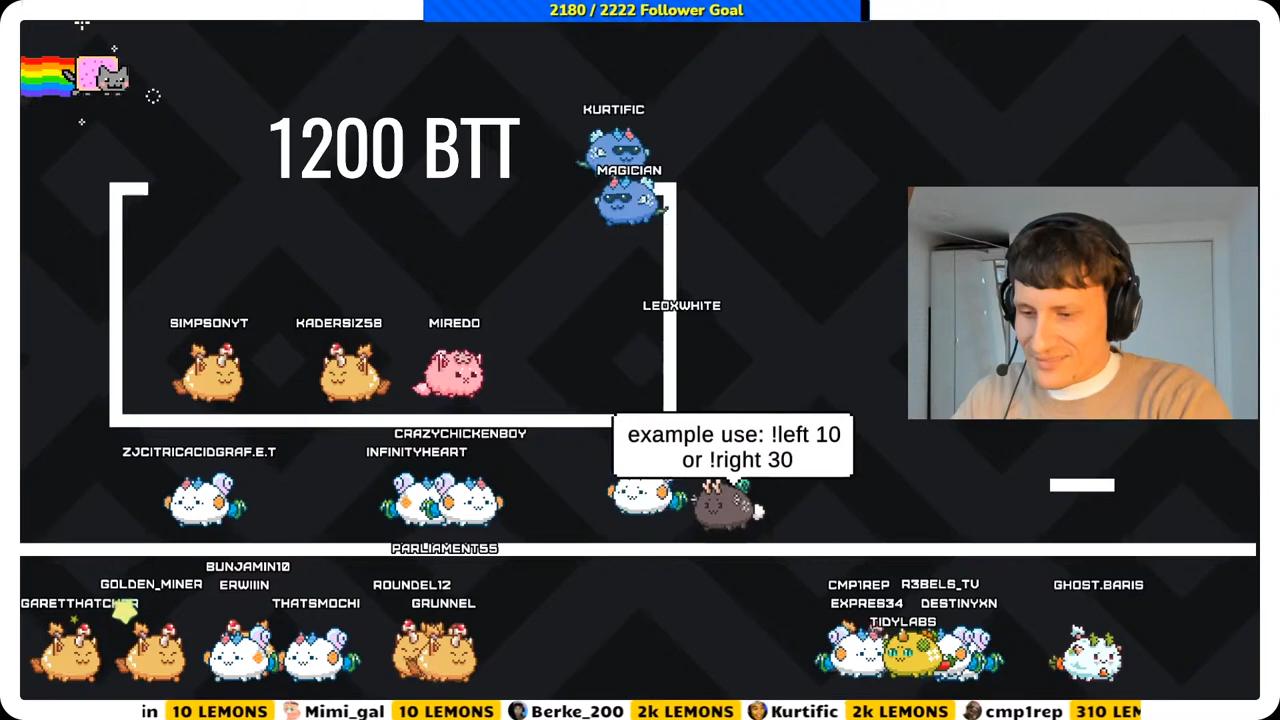 2180 / 2222 Follower Goal
KURTIFIC
1200 BTT
MAGICIAN
LEOXWHITE
SIMPSONYT
KADERSIZ58
MIREDO
CRAZYCHICKENBOY
example use: !left 10
or !right 30
ZJCITRICACIDGRAF.E.T
INFINITYHEART
PARLIAMENT55
BUNJAMIN10
GOLDEN_MINER
ERWIIIN
ROUNDEL12
CMP1REP
R3BELS_TV
GHOST.BARIS
THATSMOCHI
GRUNNEL
EXPRES34
DESTINYXN
TIDYLABS
in 10 LEMONS Mimi_gal 10 LEMONS Berke_200 2k LEMONS Kurtific 2k LEMONS cmp1rep 310 LEM